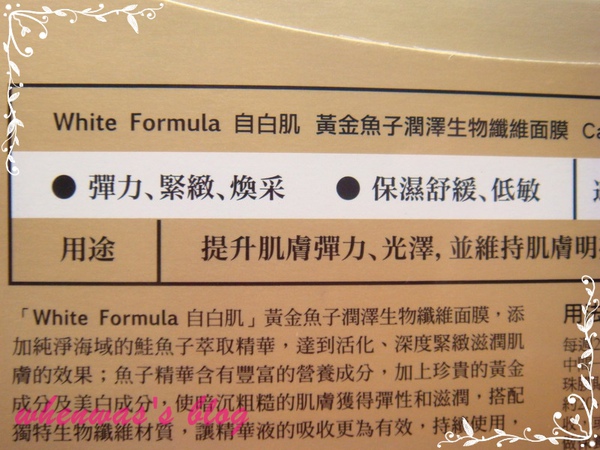 White Formula 自白肌 黃金魚子潤澤生物纖維面膜 Ca
● 彈力、緊緻、煥采 ● 保濕舒緩、低敏
用途 提升肌膚彈力、光澤, 並維持肌膚明
「White Formula 自白肌」黃金魚子潤澤生物纖維面膜, 添
加純淨海域的鮭魚子萃取精華, 達到活化、深度緊緻滋潤肌
膚的效果; 魚子精華含有豐富的營養成分, 加上珍貴的黃金
成分及美白成分, 使暗沉粗糙的肌膚獲得彈性和滋潤, 搭配
獨特生物纖維材質, 讓精華液的吸收更為有效, 持續使用,
用法
每週
whenwas's blog